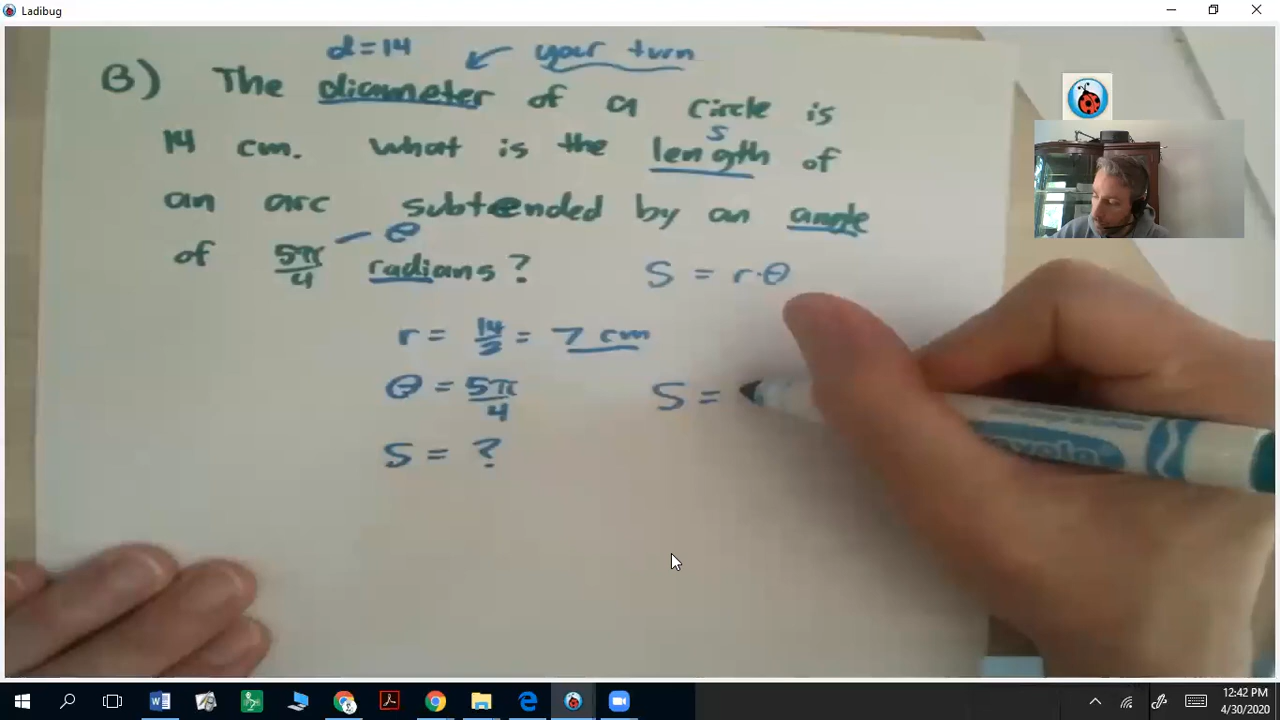 Ladibug
d=14 your turn
B) The diameter of a circle is
14 cm. What is the length of
s
an arc subtended by an angle
of 5π/4 radians?
θ
S = r·θ
r = 14/2 = 7 cm
θ = 5π/4
S =
S = ?
12:42 PM
4/30/2020